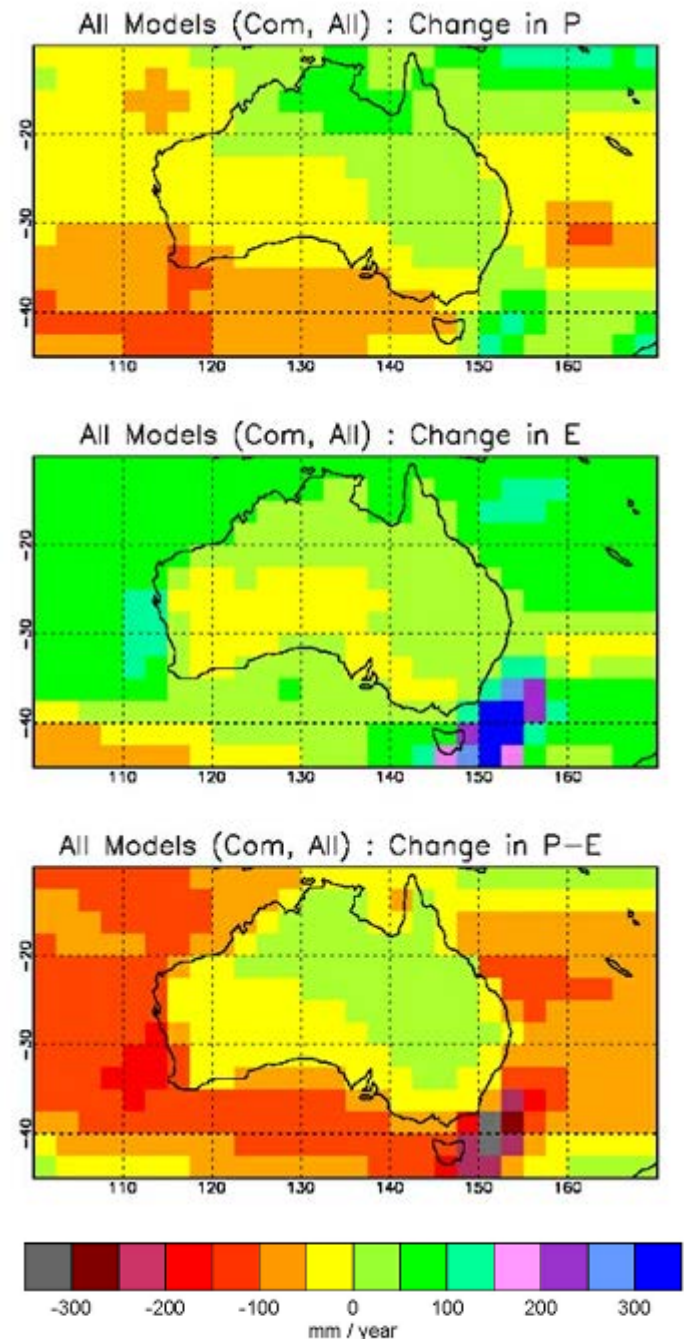 All Models (Com, All) : Change in P
-20
-30
-40
110 120 130 140 150 160
All Models (Com, All) : Change in E
-20
-30
-40
110 120 130 140 150 160
All Models (Com, All) : Change in P-E
-20
-30
-40
110 120 130 140 150 160
-300 -200 -100 0 100 200 300
mm / year